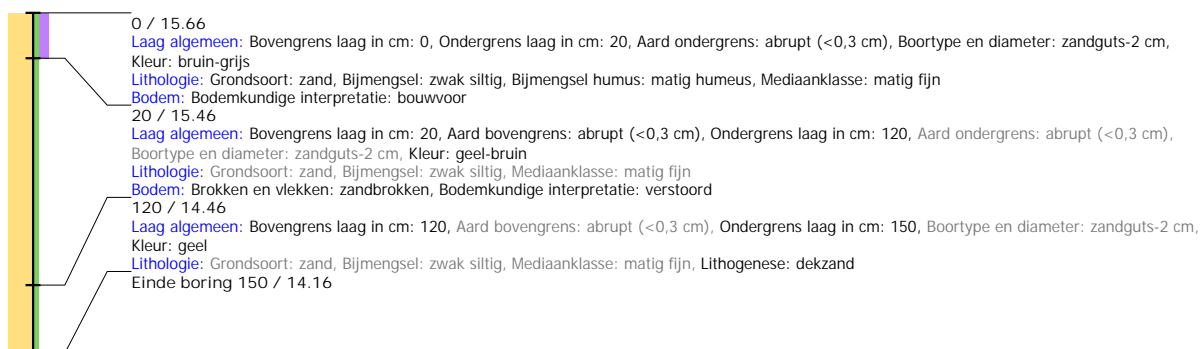 0 / 15.66
Laag algemeen: Bovengrens laag in cm: 0, Ondergrens laag in cm: 20, Aard ondergrens: abrupt (<0,3 cm), Boortype en diameter: zandguts-2 cm,
Kleur: bruin-grijs
Lithologie: Grondsoort: zand, Bijmengsel: zwak siltig, Bijmengsel humus: matig humeus, Mediaanklasse: matig fijn
Bodem: Bodemkundige interpretatie: bouwvoor
20 / 15.46
Laag algemeen: Bovengrens laag in cm: 20, Aard bovengrens: abrupt (<0,3 cm), Ondergrens laag in cm: 120, Aard ondergrens: abrupt (<0,3 cm),
Boortype en diameter: zandguts-2 cm, Kleur: geel-bruin
Lithologie: Grondsoort: zand, Bijmengsel: zwak siltig, Mediaanklasse: matig fijn
Bodem: Brokken en vlekken: zandbrokken, Bodemkundige interpretatie: verstoord
120 / 14.46
Laag algemeen: Bovengrens laag in cm: 120, Aard bovengrens: abrupt (<0,3 cm), Ondergrens laag in cm: 150, Boortype en diameter: zandguts-2 cm,
Kleur: geel
Lithologie: Grondsoort: zand, Bijmengsel: zwak siltig, Mediaanklasse: matig fijn, Lithogenese: dekzand
Einde boring 150 / 14.16